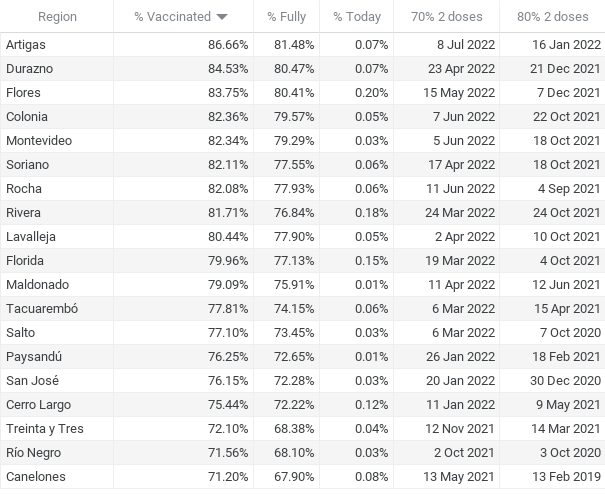 Region % Vaccinated % Fully % Today 70% 2 doses 80% 2 doses
Artigas 86.66% 81.48% 0.07% 8 Jul 2022 16 Jan 2022
Durazno 84.53% 80.47% 0.07% 23 Apr 2022 21 Dec 2021
Flores 83.75% 80.41% 0.20% 15 May 2022 7 Dec 2021
Colonia 82.36% 79.57% 0.05% 7 Jun 2022 22 Oct 2021
Montevideo 82.34% 79.29% 0.03% 5 Jun 2022 18 Oct 2021
Soriano 82.11% 77.55% 0.06% 17 Apr 2022 18 Oct 2021
Rocha 82.08% 77.93% 0.06% 11 Jun 2022 4 Sep 2021
Rivera 81.71% 76.84% 0.18% 24 Mar 2022 24 Oct 2021
Lavalleja 80.44% 77.90% 0.05% 2 Apr 2022 10 Oct 2021
Florida 79.96% 77.13% 0.15% 19 Mar 2022 4 Oct 2021
Maldonado 79.09% 75.91% 0.01% 11 Apr 2022 12 Jun 2021
Tacuarembó 77.81% 74.15% 0.06% 6 Mar 2022 15 Apr 2021
Salto 77.10% 73.45% 0.03% 6 Mar 2022 7 Oct 2020
Paysandú 76.25% 72.65% 0.01% 26 Jan 2022 18 Feb 2021
San José 76.15% 72.28% 0.03% 20 Jan 2022 30 Dec 2020
Cerro Largo 75.44% 72.22% 0.12% 11 Jan 2022 9 May 2021
Treinta y Tres 72.10% 68.38% 0.04% 12 Nov 2021 14 Mar 2021
Río Negro 71.56% 68.10% 0.03% 2 Oct 2021 3 Oct 2020
Canelones 71.20% 67.90% 0.08% 13 May 2021 13 Feb 2019